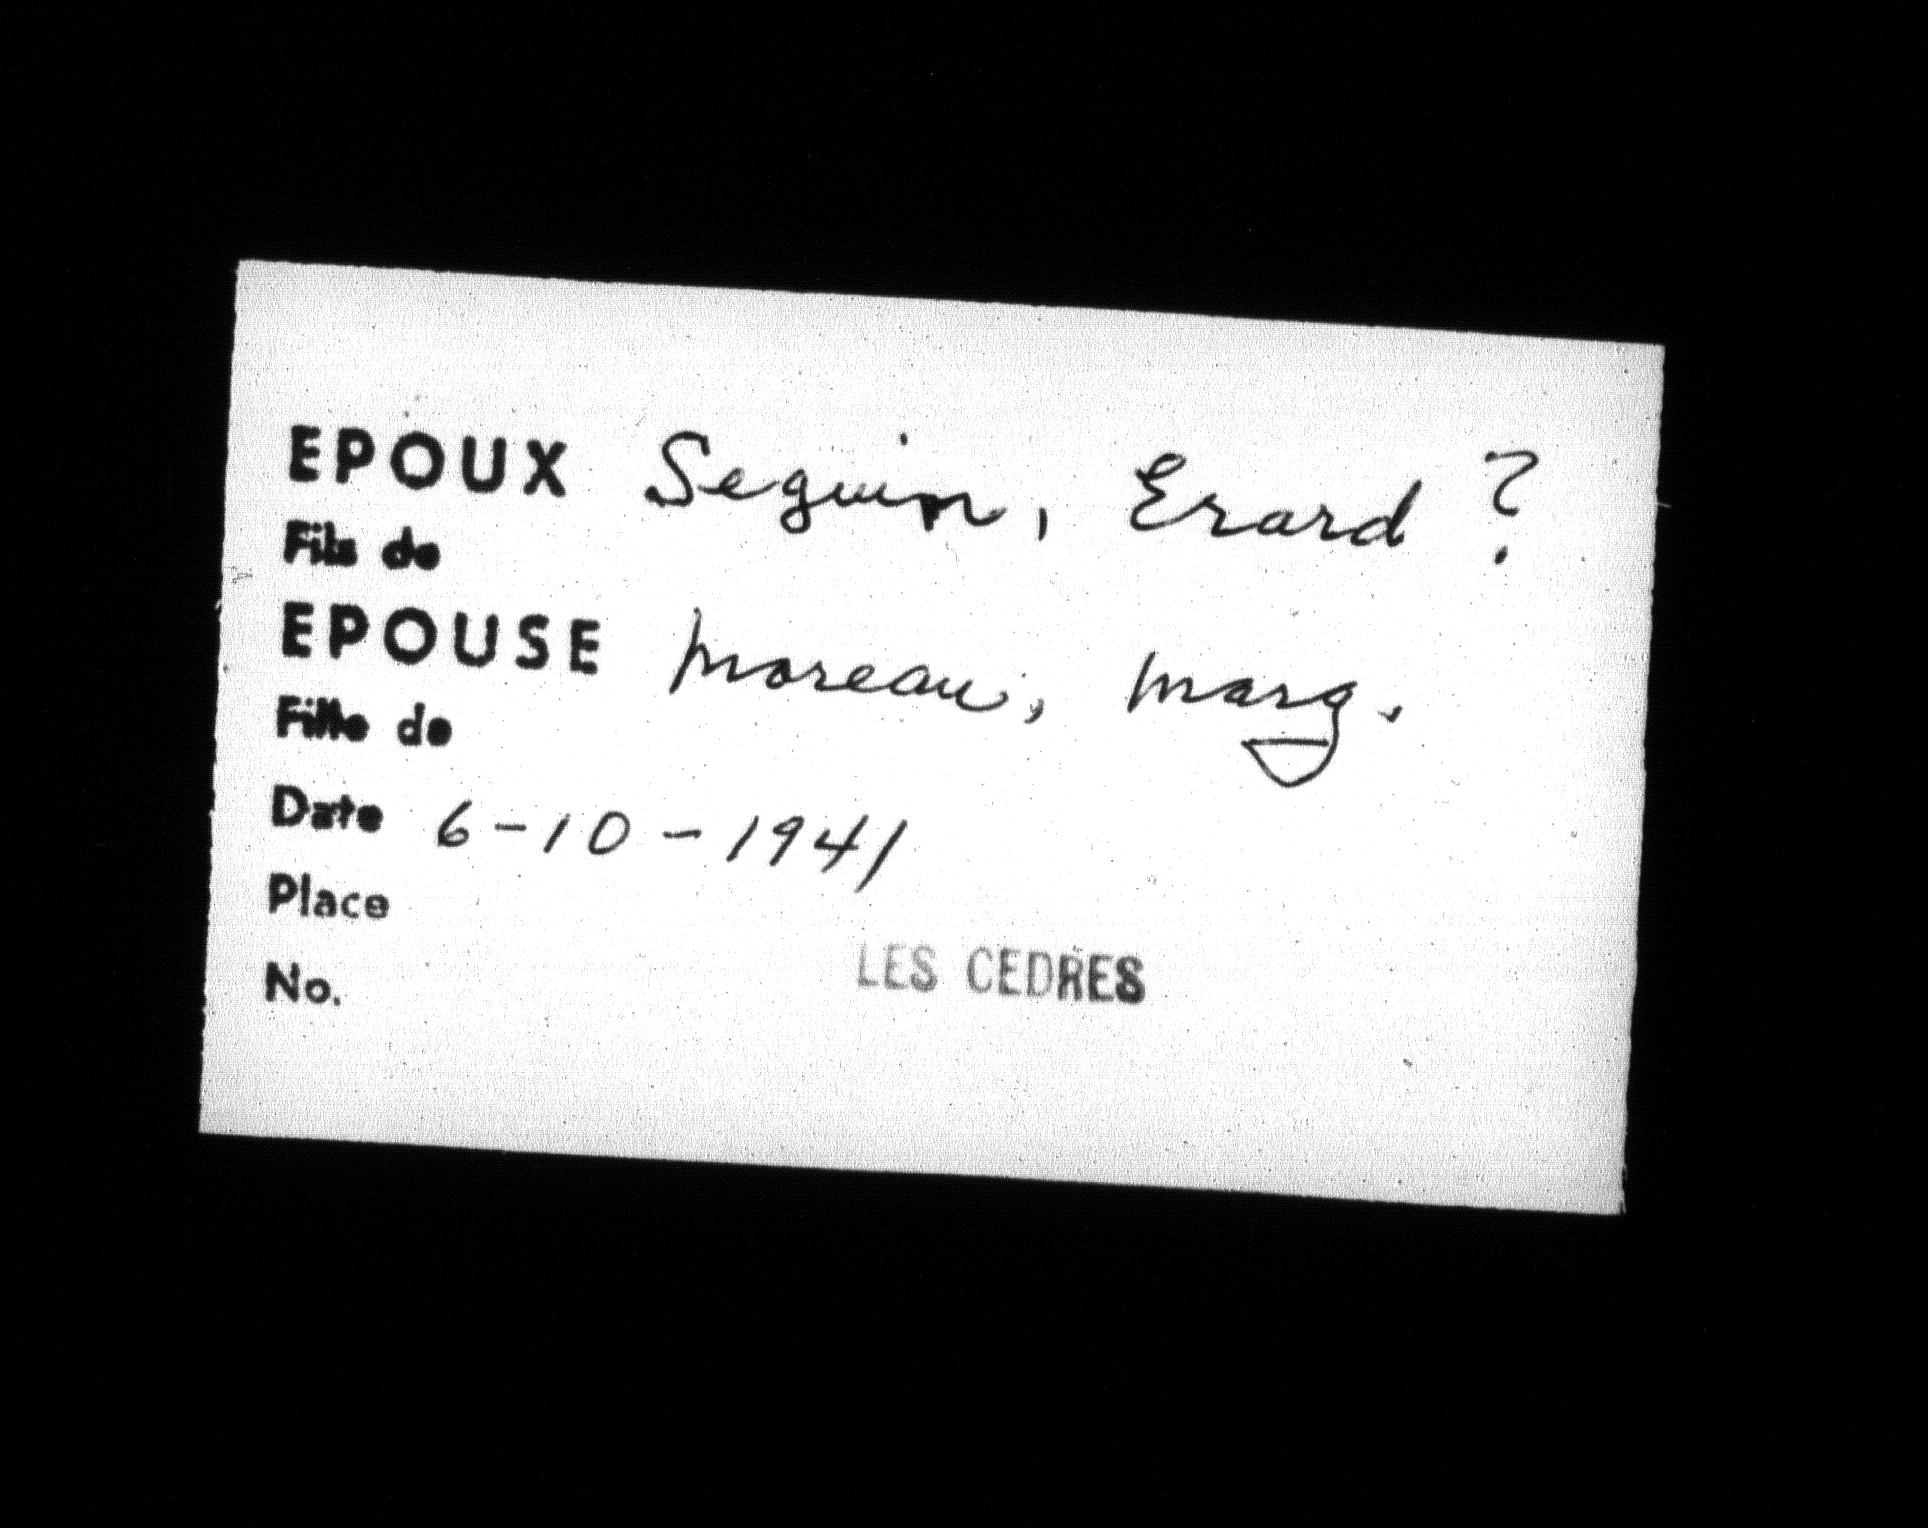 EPOUX Seguin, Erard ?
Fils de
EPOUSE Moreau, Marg.
Fille de
Date 6-10-1941
Place
LES CEDRES
No.